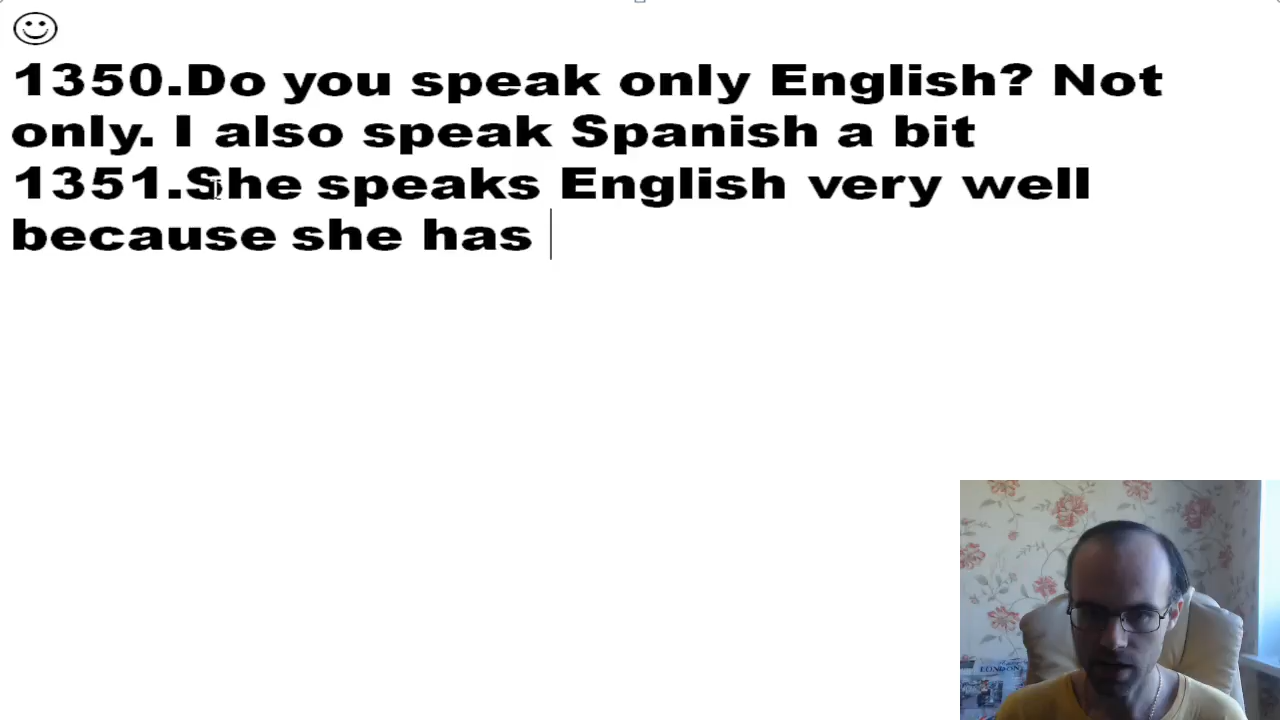 1350.Do you speak only English? Not
only. I also speak Spanish a bit
1351.She speaks English very well
because she has
LONDON